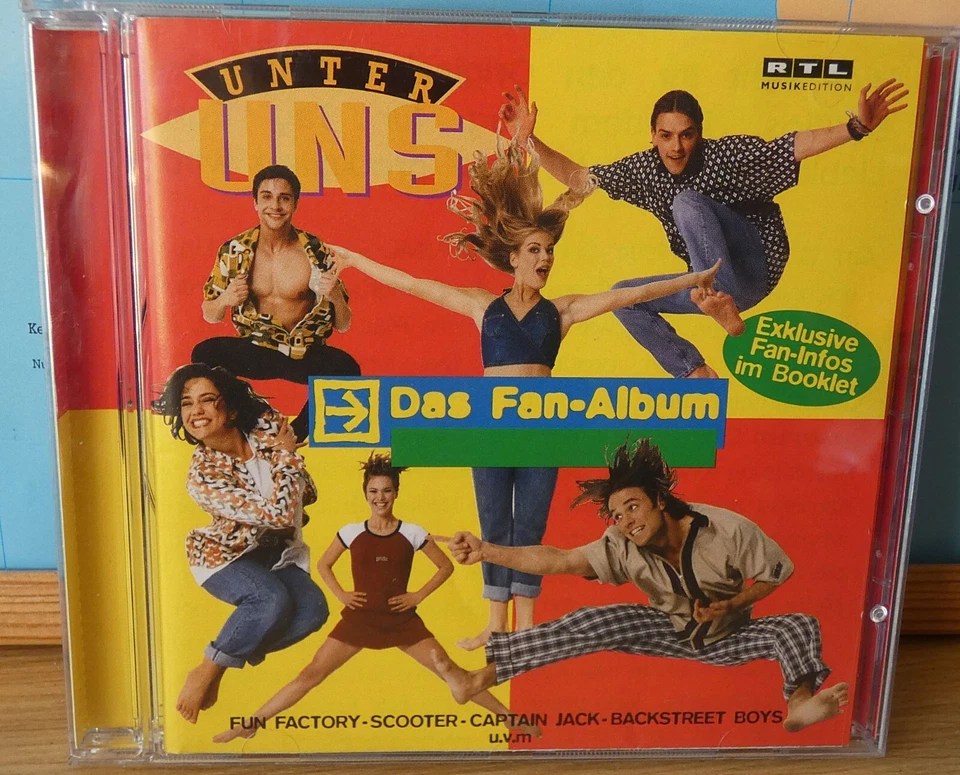 UNTER
UNS
RTL
MUSIKEDITION
Exklusive
Fan-Infos
im Booklet
Das Fan-Album
FUN FACTORY-SCOOTER-CAPTAIN JACK-BACKSTREET BOYS
u.v.m